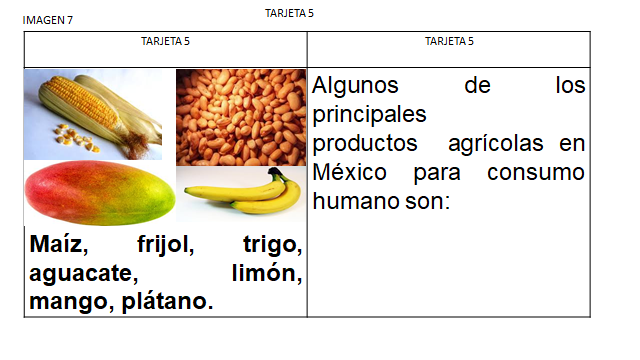 IMAGEN 7
TARJETA 5
TARJETA 5
TARJETA 5
Maíz, frijol, trigo,
aguacate, limón,
mango, plátano.
Algunos de los
principales
productos agrícolas en
México para consumo
humano son: